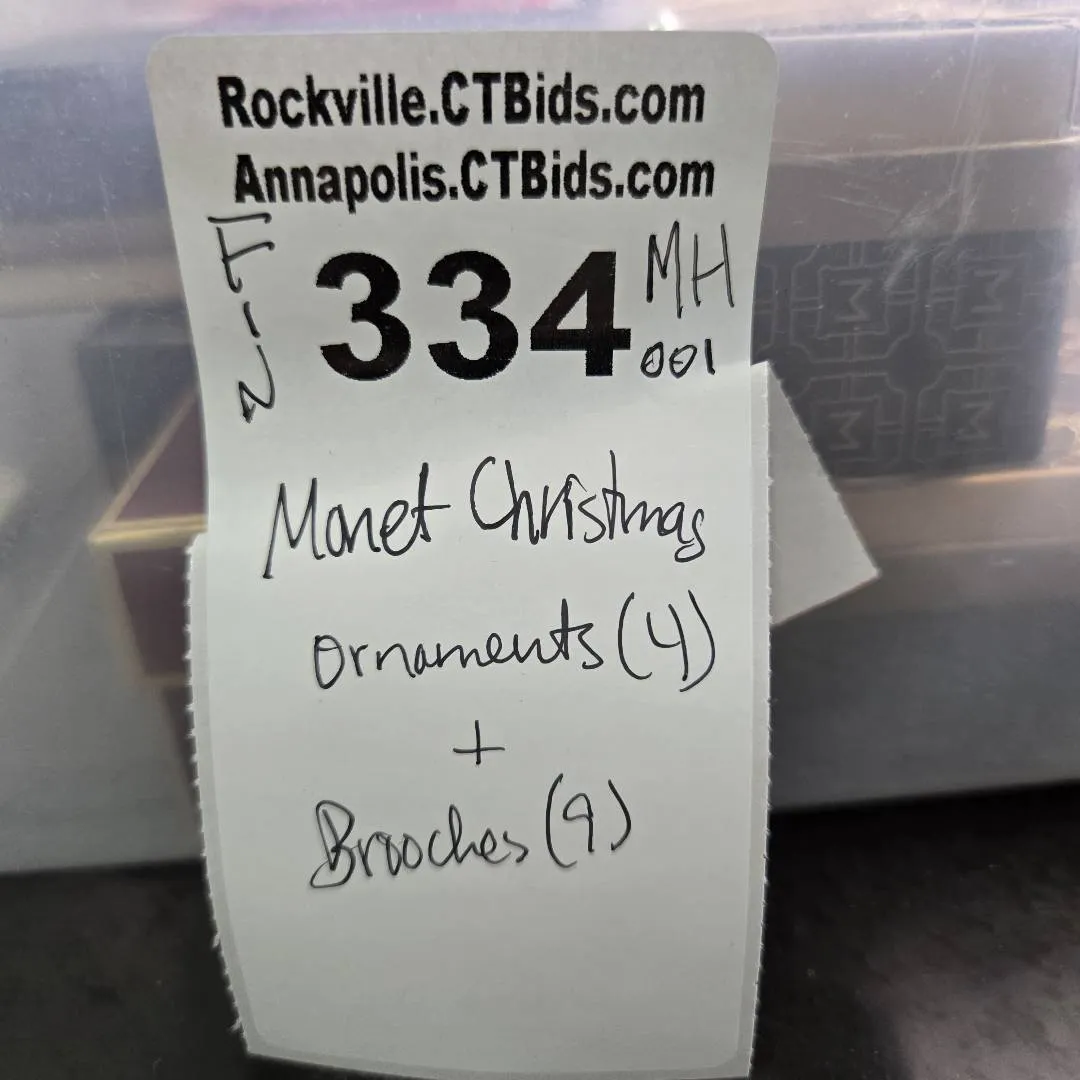 Rockville.CTBids.com
Annapolis.CTBids.com
334
MH
001
Monet Christmas
Ornaments (4)
+
Brooches (9)
M M
M M